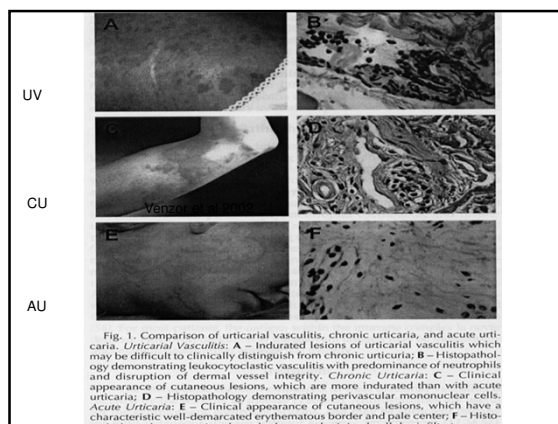 A
B
UV
C
D
CU
Venzor et al 2002
E
F
AU
Fig. 1. Comparison of urticarial vasculitis, chronic urticaria, and acute urti-
caria. Urticarial Vasculitis: A – Indurated lesions of urticarial vasculitis which
may be difficult to clinically distinguish from chronic urticuria; B – Histopathol-
ogy demonstrating leukocytoclastic vasculitis with predominance of neutrophils
and disruption of dermal vessel integrity. Chronic Urticaria: C – Clinical
appearance of cutaneous lesions, which are more indurated than with acute
urticaria; D – Histopathology demonstrating perivascular mononuclear cells.
Acute Urticaria: E – Clinical appearance of cutaneous lesions, which have a
characteristic well-demarcated erythematous border and pale center; F – Histo-